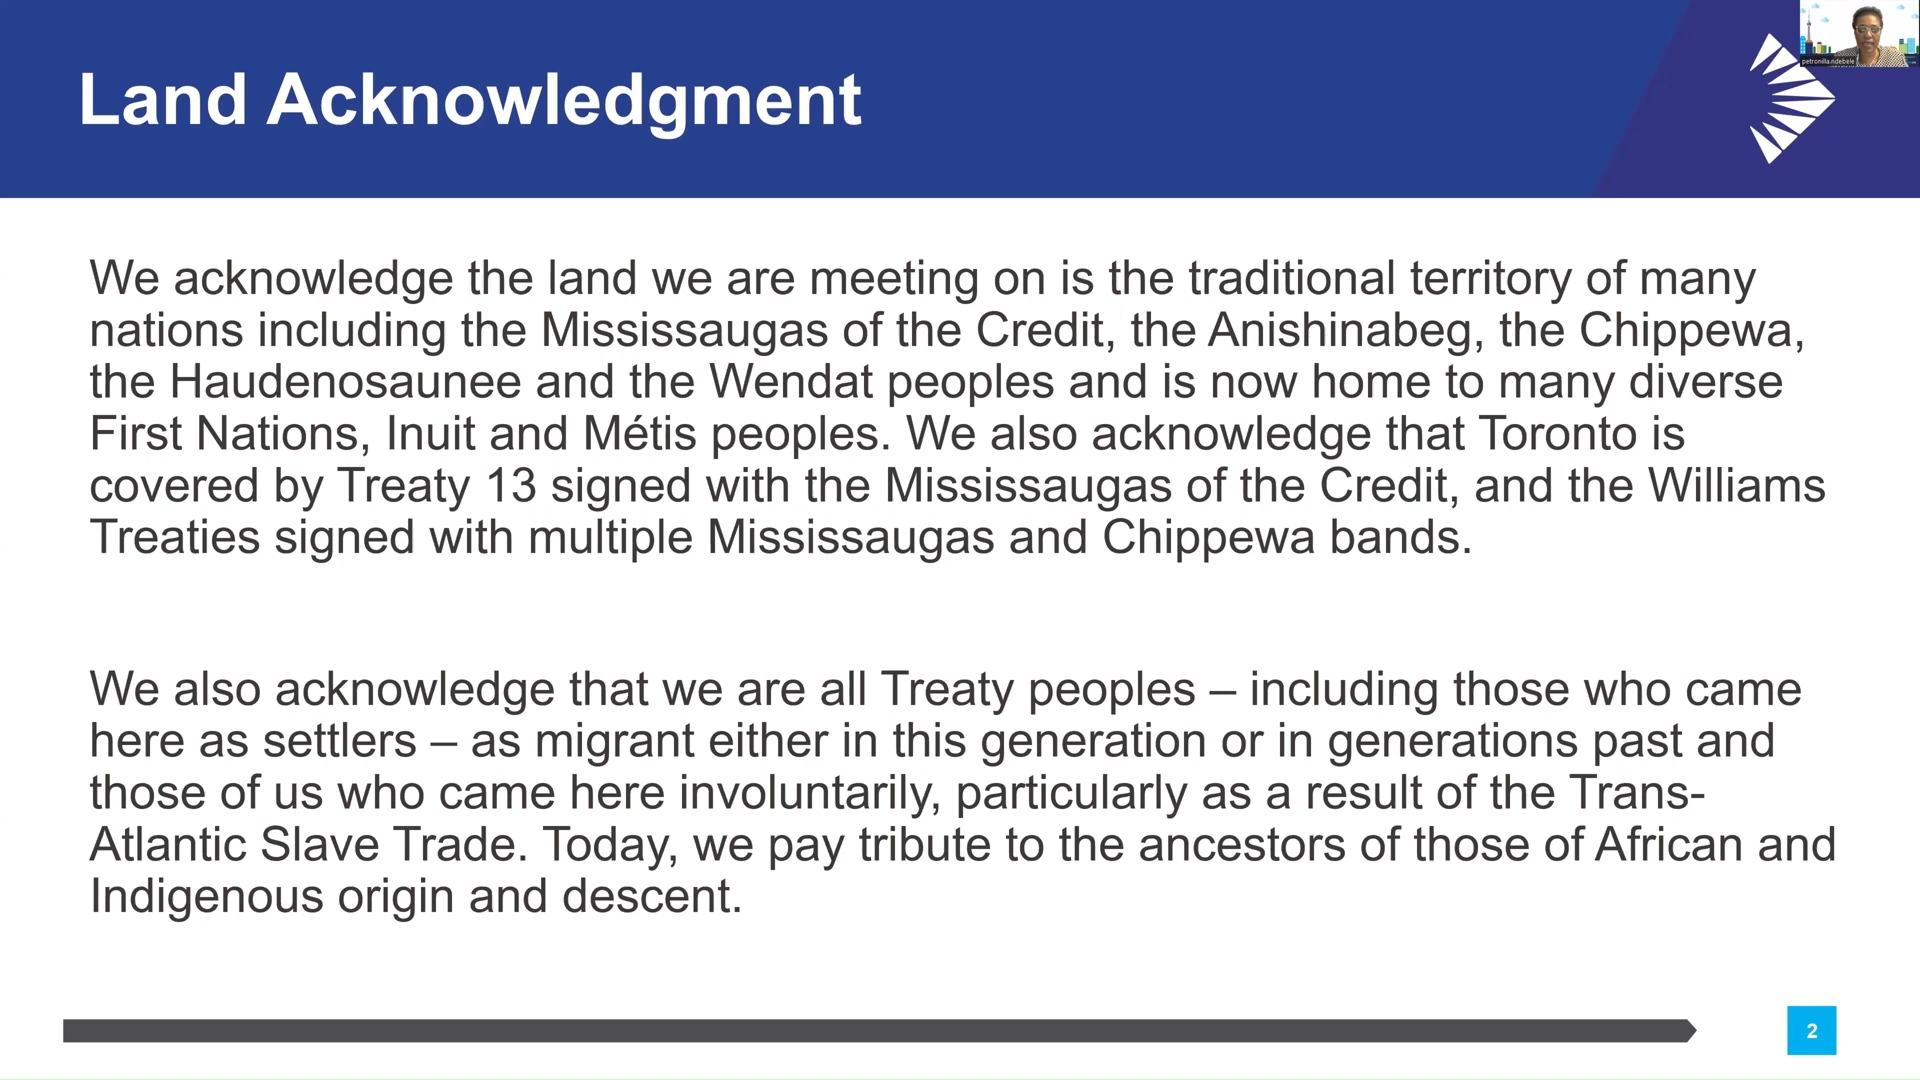 petronilla.ndebele
Land Acknowledgment
We acknowledge the land we are meeting on is the traditional territory of many
nations including the Mississaugas of the Credit, the Anishinabeg, the Chippewa,
the Haudenosaunee and the Wendat peoples and is now home to many diverse
First Nations, Inuit and Métis peoples. We also acknowledge that Toronto is
covered by Treaty 13 signed with the Mississaugas of the Credit, and the Williams
Treaties signed with multiple Mississaugas and Chippewa bands.
We also acknowledge that we are all Treaty peoples – including those who came
here as settlers – as migrant either in this generation or in generations past and
those of us who came here involuntarily, particularly as a result of the Trans-
Atlantic Slave Trade. Today, we pay tribute to the ancestors of those of African and
Indigenous origin and descent.
2